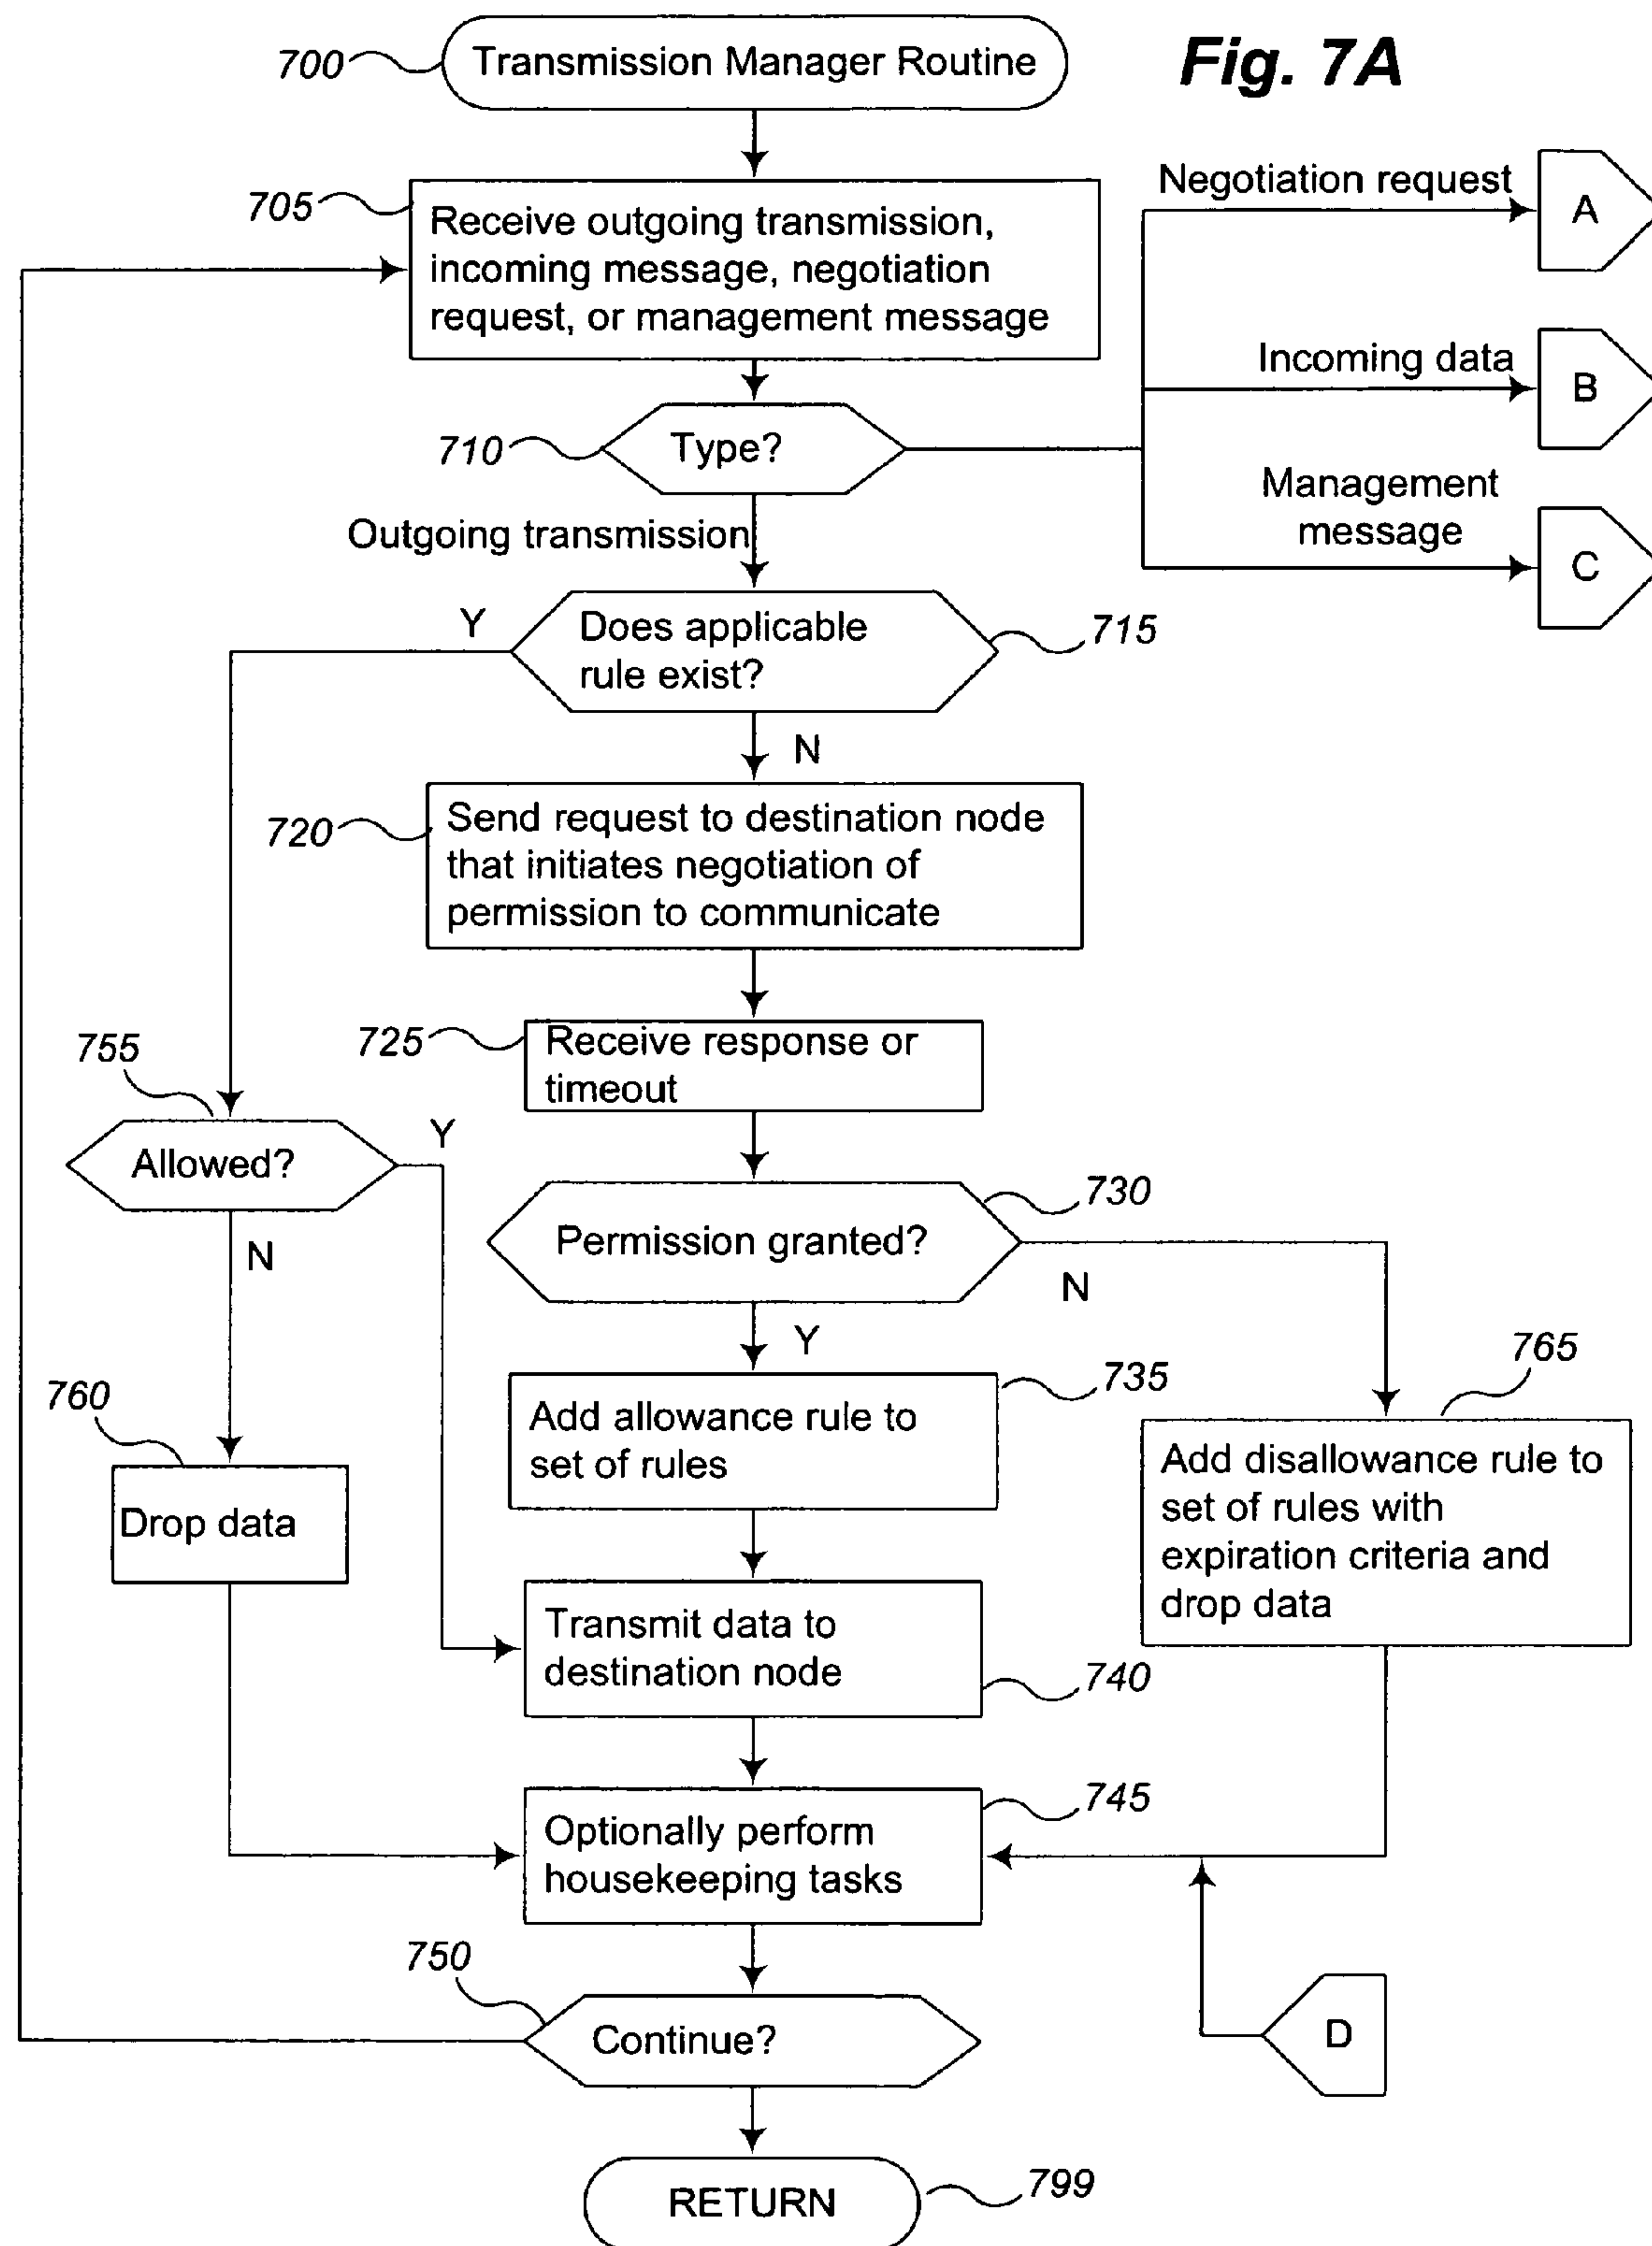 700
Transmission Manager Routine
Fig. 7A
705
Receive outgoing transmission,
incoming message, negotiation
request, or management message
Negotiation request
A
Incoming data
B
710
Type?
Management
message
C
Outgoing transmission
Y
Does applicable
rule exist?
715
N
720
Send request to destination node
that initiates negotiation of
permission to communicate
725
Receive response or
timeout
755
Allowed?
Y
N
730
Permission granted?
N
Y
735
Add allowance rule to
set of rules
765
Add disallowance rule to
set of rules with
expiration criteria and
drop data
760
Drop data
Transmit data to
destination node
740
745
Optionally perform
housekeeping tasks
750
Continue?
D
RETURN
799